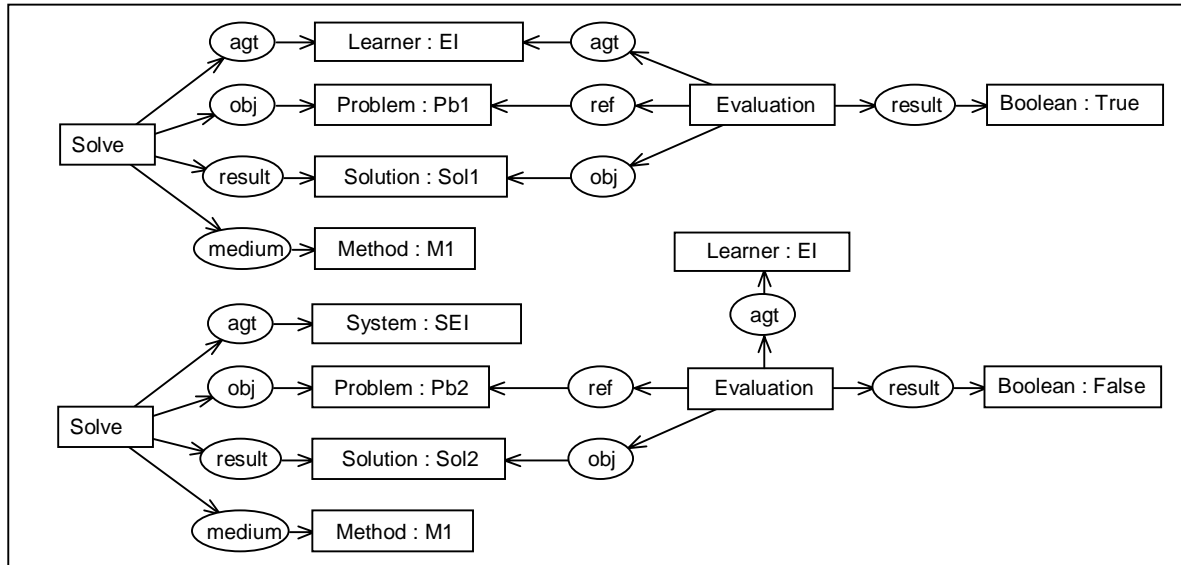 agt Learner : EI agt
obj Problem : Pb1 ref Evaluation result Boolean : True
Solve
result Solution : Sol1 obj
medium Method : M1
Learner : EI
agt
agt System : SEI
obj Problem : Pb2 ref Evaluation result Boolean : False
Solve
result Solution : Sol2 obj
medium Method : M1